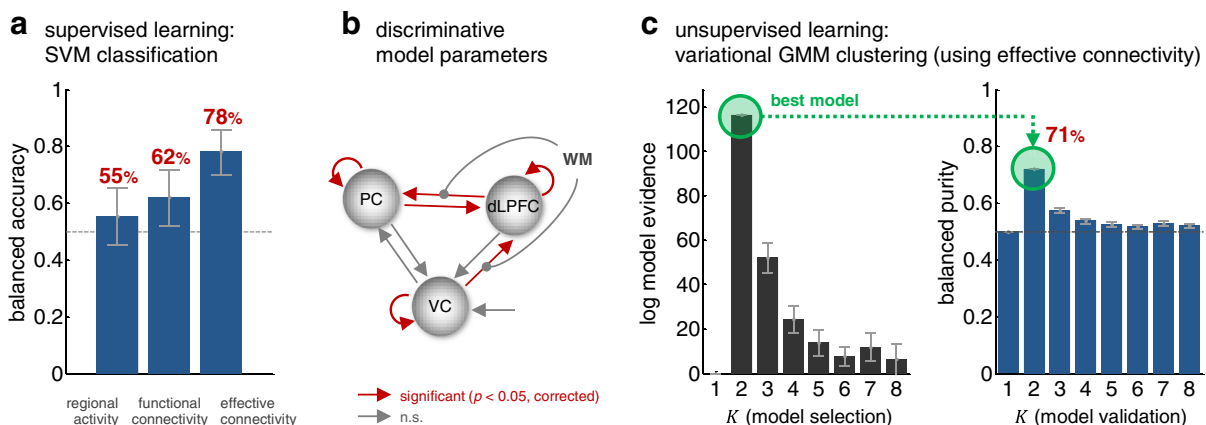 a supervised learning:
SVM classification
balanced accuracy
1
0.8
0.6
0.4
0.2
0
55%
62%
78%
regional
activity
functional
connectivity
effective
connectivity
b discriminative
model parameters
WM
PC
dLPFC
VC
significant (p < 0.05, corrected)
n.s.
c unsupervised learning:
variational GMM clustering (using effective connectivity)
log model evidence
120
100
80
60
40
20
0
best model
1 2 3 4 5 6 7 8
K (model selection)
balanced purity
1
0.8
0.6
0.4
0.2
0
71%
1 2 3 4 5 6 7 8
K (model validation)